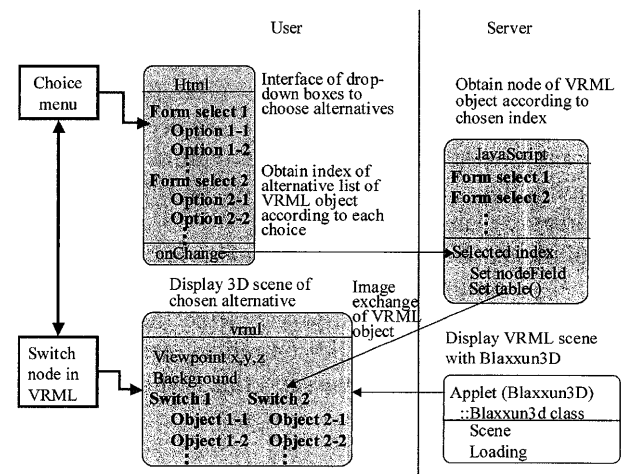 User
Server
Choice
menu
Html
Form select 1
Option 1-1
Option 1-2
Form select 2
Option 2-1
Option 2-2
onChange
Interface of drop-
down boxes to
choose alternatives
Obtain index of
alternative list of
VRML object
according to each
choice
Obtain node of VRML
object according to
chosen index
JavaScript
Form select 1
Form select 2
Selected index
Set nodeField
Set table()
Display 3D scene of
chosen alternative
Image
exchange
of VRML
object
Switch
node in
VRML
vrml
Viewpoint x,y,z
Background
Switch 1
Object 1-1
Object 1-2
Switch 2
Object 2-1
Object 2-2
Display VRML scene
with Blaxxun3D
Applet (Blaxxun3D)
::Blaxxun3d class
Scene
Loading